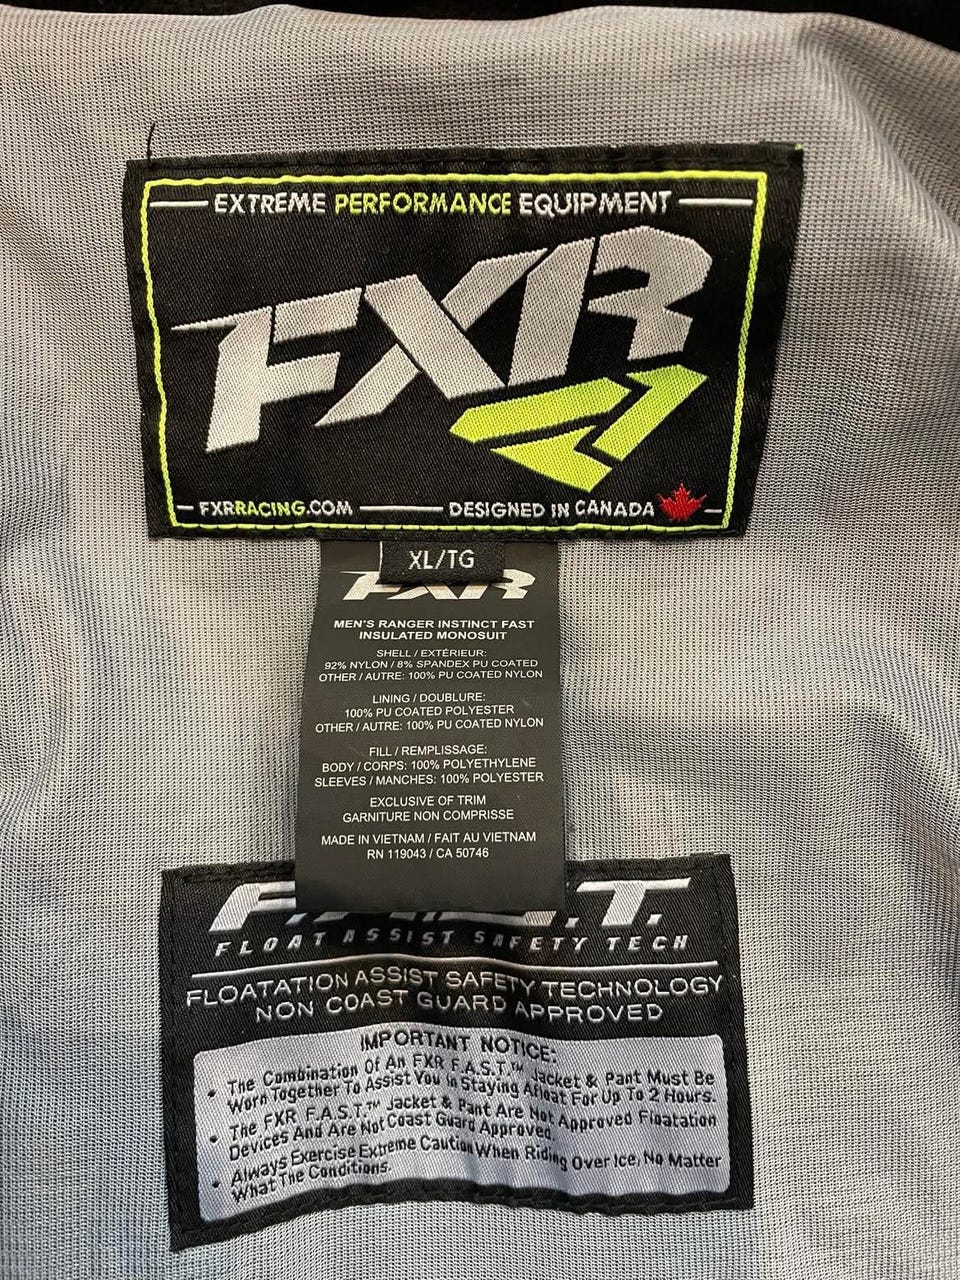 EXTREME PERFORMANCE EQUIPMENT
FXR
FXRRACING.COM
DESIGNED IN CANADA
XL/TG
FXR
MEN'S RANGER INSTINCT FAST
INSULATED MONOSUIT
SHELL / EXTÉRIEUR:
92% NYLON / 8% SPANDEX PU COATED
OTHER / AUTRE: 100% PU COATED NYLON
LINING / DOUBLURE:
100% PU COATED POLYESTER
OTHER / AUTRE: 100% PU COATED NYLON
FILL / REMPLISSAGE:
BODY / CORPS: 100% POLYETHYLENE
SLEEVES / MANCHES: 100% POLYESTER
EXCLUSIVE OF TRIM
GARNITURE NON COMPRISSE
MADE IN VIETNAM / FAIT AU VIETNAM
RN 119043 / CA 50746
F.A.S.T.
FLOAT ASSIST SAFETY TECH
FLOATATION ASSIST SAFETY TECHNOLOGY
NON COAST GUARD APPROVED
IMPORTANT NOTICE:
• The Combination Of An FXR F.A.S.T.™ Jacket & Pant Must Be
Worn Together To Assist You in Staying Afloat For Up To 2 Hours.
• The FXR F.A.S.T.™ Jacket & Pant Are Not Approved Floatation
Devices And Are Not Coast Guard Approved.
• Always Exercise Extreme Caution When Riding Over Ice, No Matter
What The Conditions.